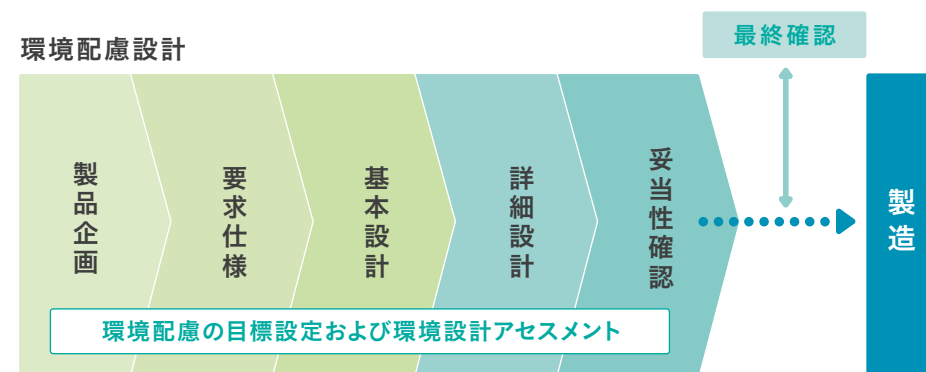 環境配慮設計
最終確認
製品企画
要求仕様
基本設計
詳細設計
妥当性確認
製造
環境配慮の目標設定および環境設計アセスメント